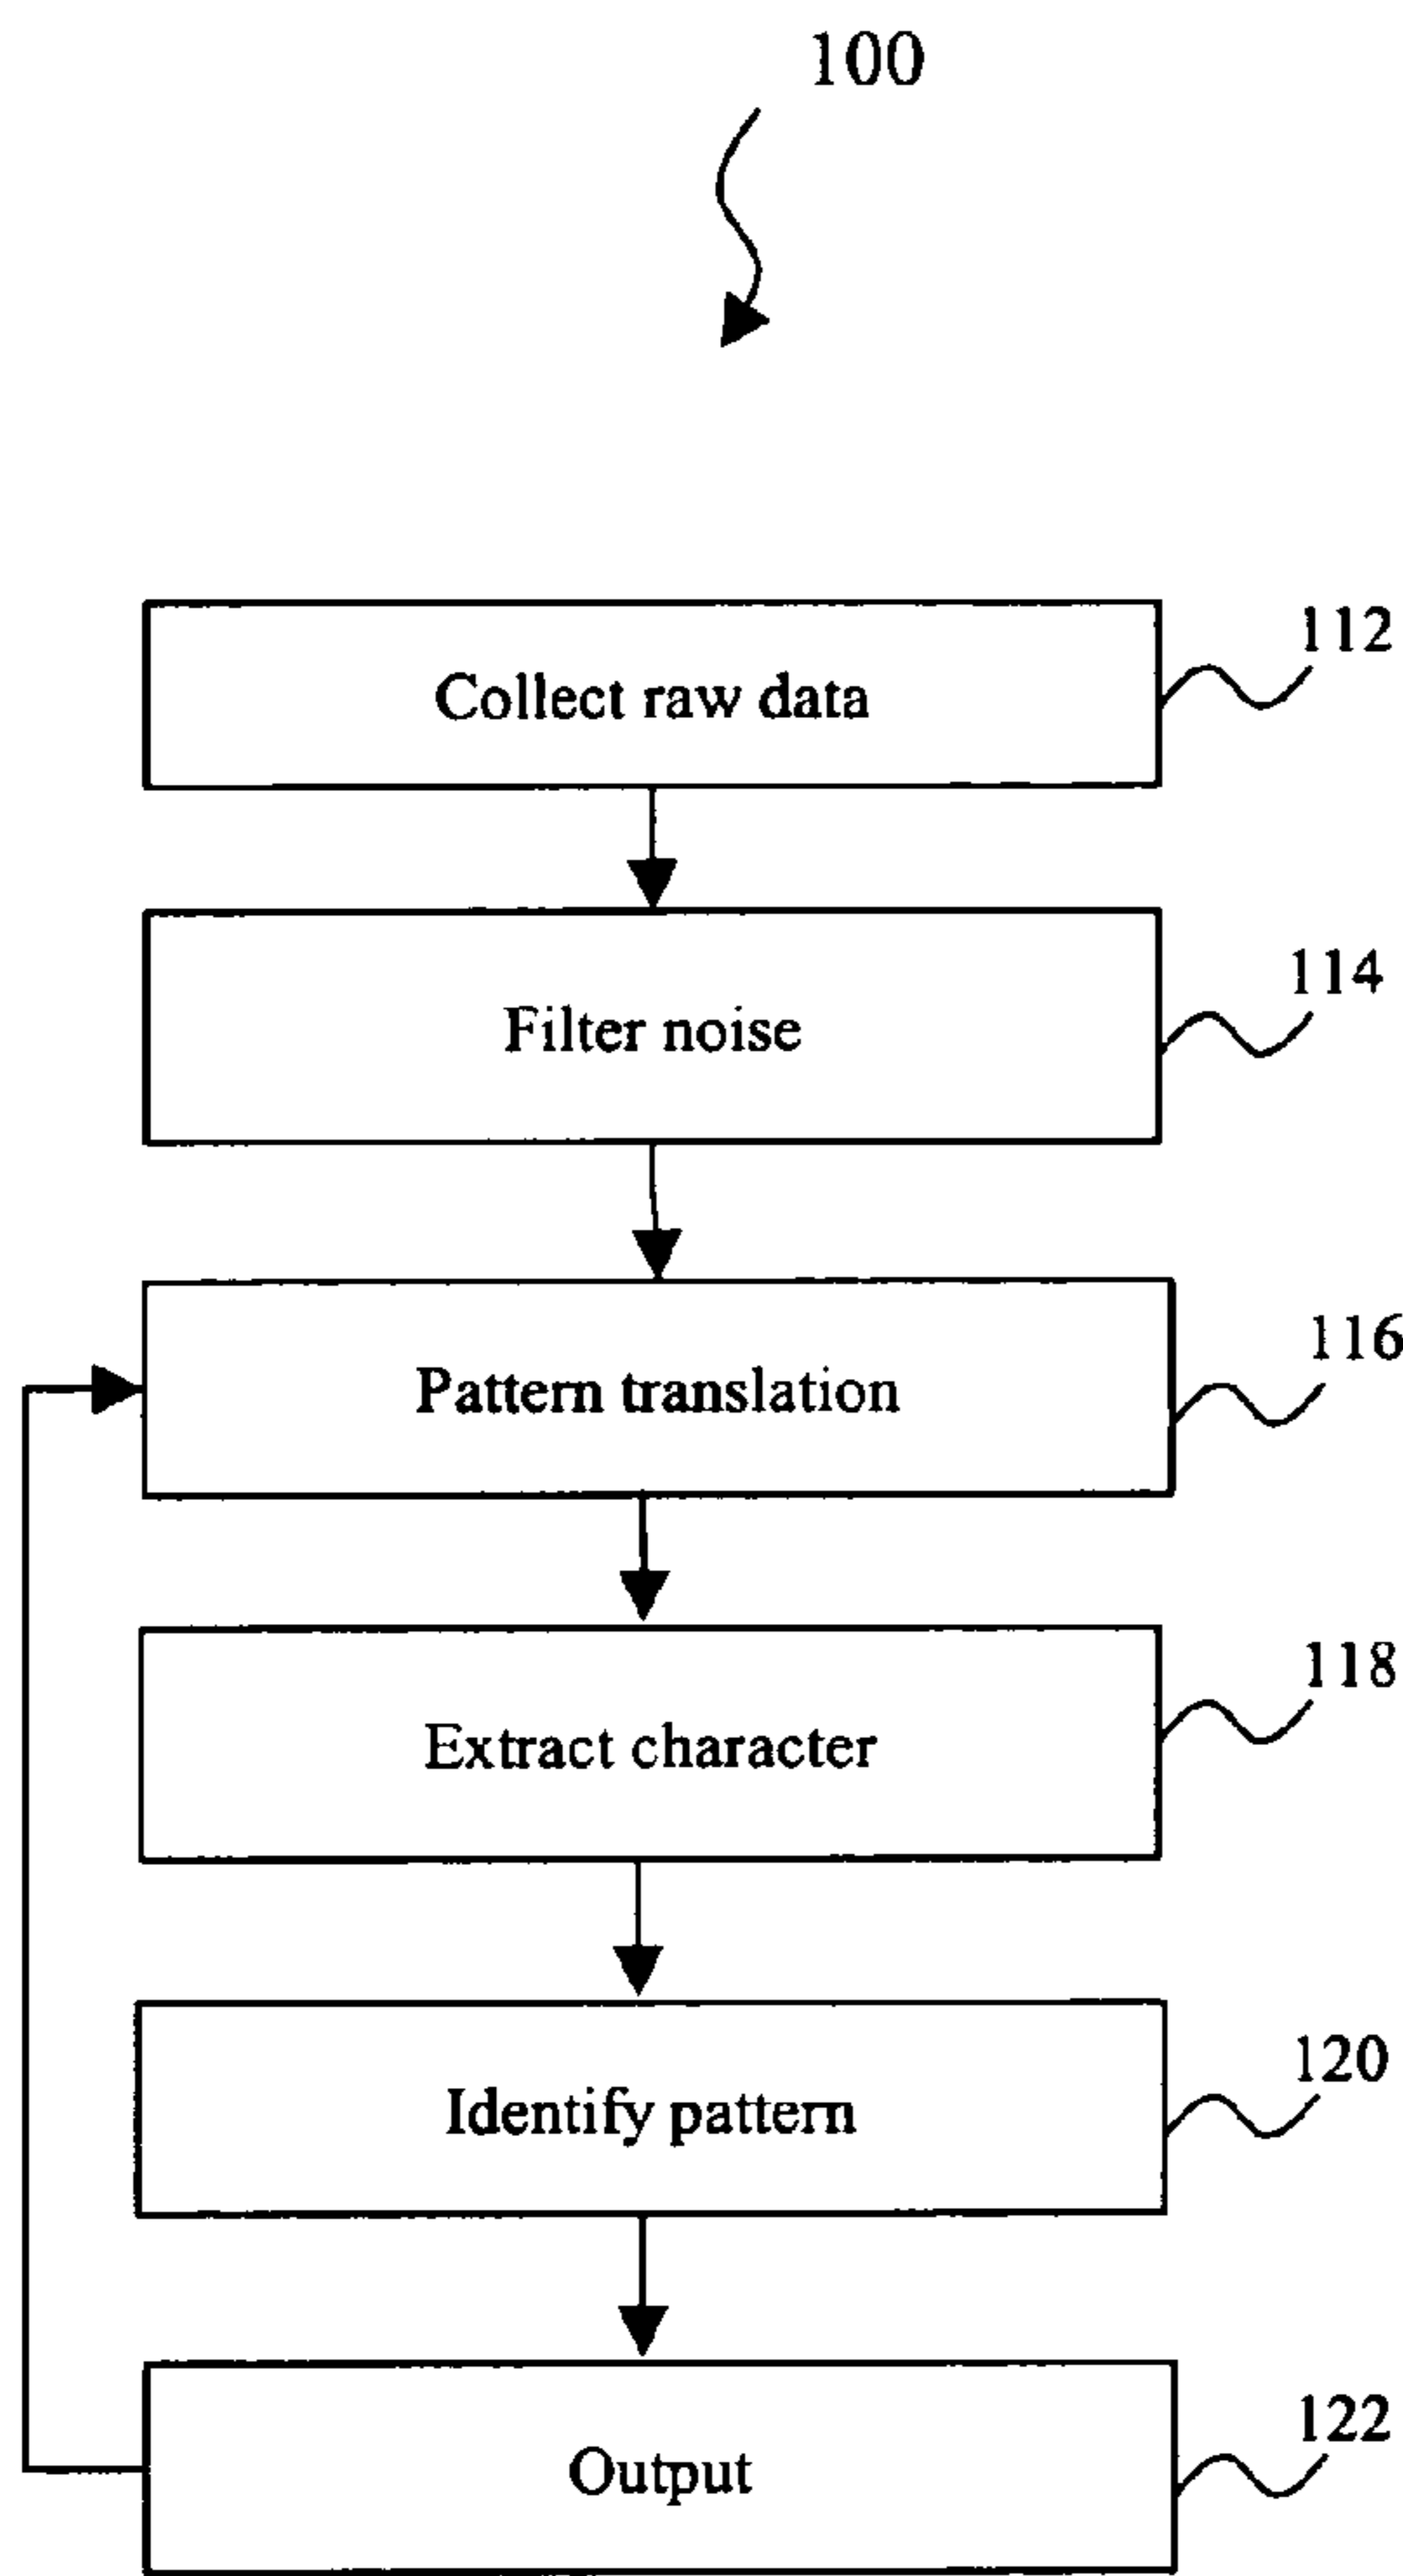 100
Collect raw data
112
Filter noise
114
Pattern translation
116
Extract character
118
Identify pattern
120
Output
122